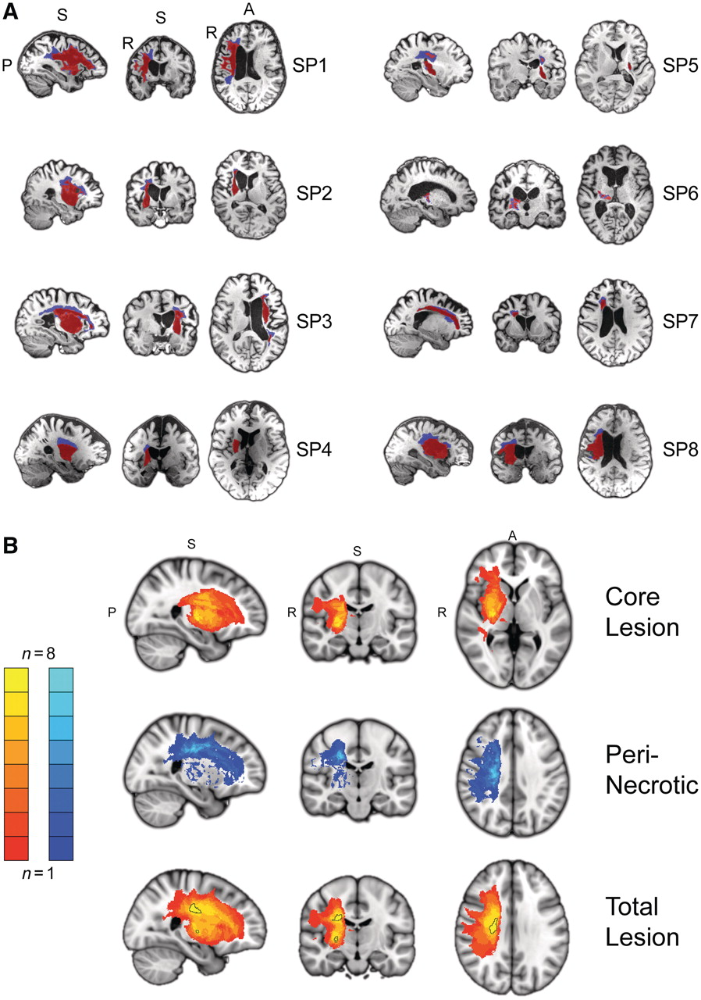 A
S
S
A
P
R
R
SP1
SP5
SP2
SP6
SP3
SP7
SP4
SP8
B
S
S
A
P
R
R
Core
Lesion
n = 8
Peri-
Necrotic
n = 1
Total
Lesion